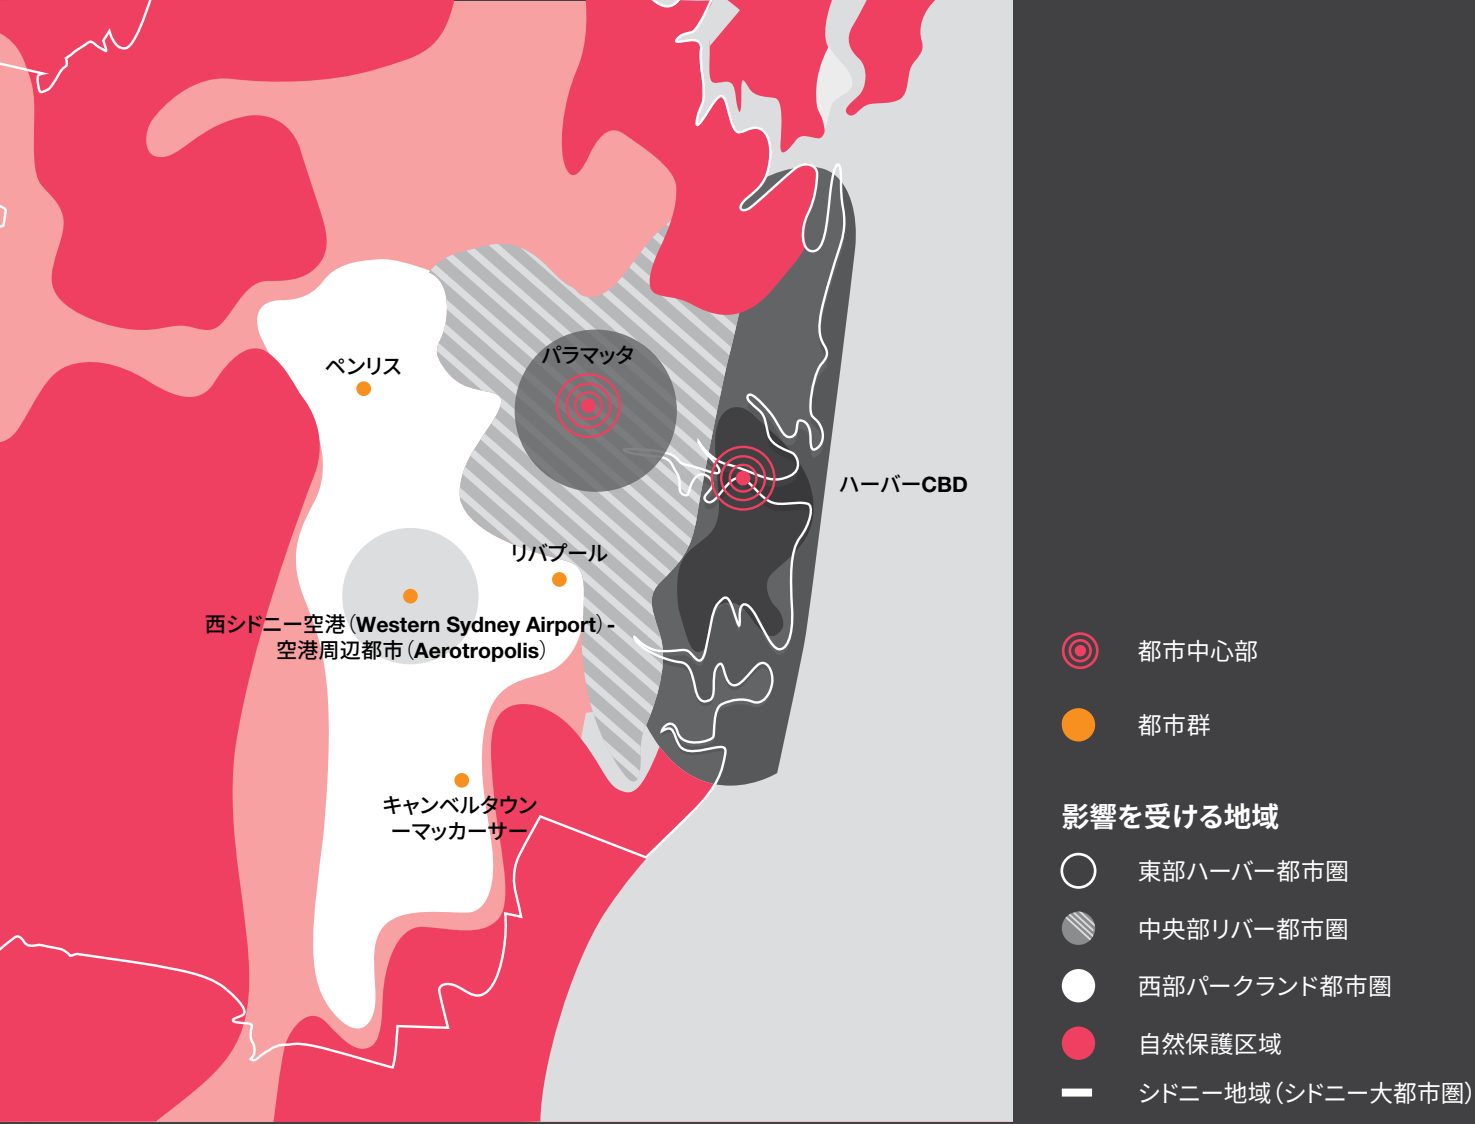 ペンリス
パラマッタ
ハーバーCBD
リバプール
西シドニー空港（Western Sydney Airport）-
空港周辺都市（Aerotropolis）
キャンベルタウン
ーマッカーサー
都市中心部
都市群
影響を受ける地域
東部ハーバー都市圏
中央部リバー都市圏
西部パークランド都市圏
自然保護区域
シドニー地域（シドニー大都市圏）